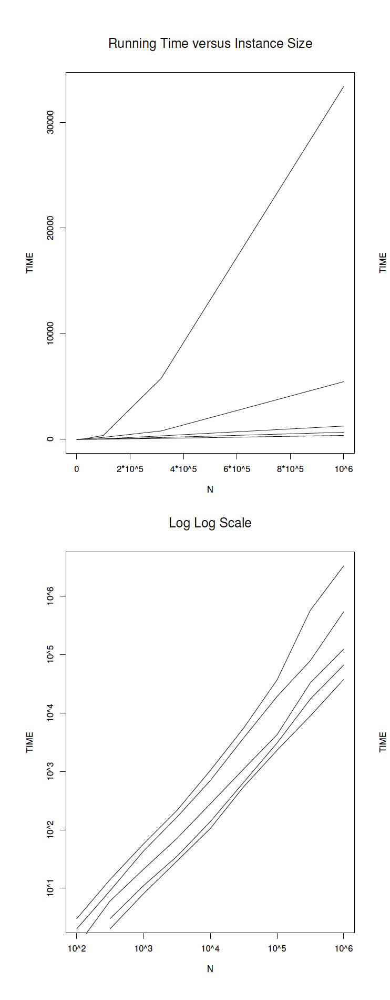 Running Time versus Instance Size
30000
20000
TIME
TIME
10000
0
0 2*10^5 4*10^5 6*10^5 8*10^5 10^6
N
Log Log Scale
10^6
10^5
10^4
TIME
TIME
10^3
10^2
10^1
10^2 10^3 10^4 10^5 10^6
N